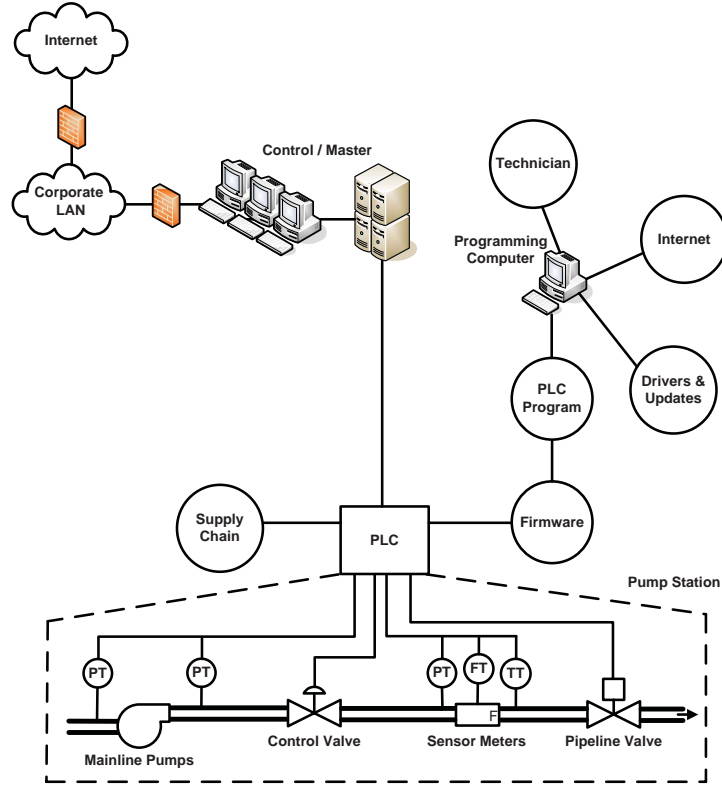 Internet
Control / Master
Corporate
LAN
Technician
Programming
Computer
Internet
PLC
Program
Drivers &
Updates
Supply
Chain
PLC
Firmware
Pump Station
PT
PT
PT
FT
TT
F
Mainline Pumps
Control Valve
Sensor Meters
Pipeline Valve